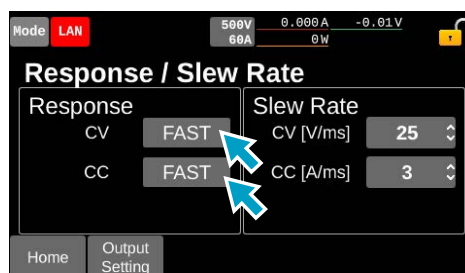 Mode LAN 500V 0.000A -0.01V
60A 0W
Response / Slew Rate
Response
CV FAST
CC FAST
Slew Rate
CV [V/ms] 25
CC [A/ms] 3
Home
Output
Setting